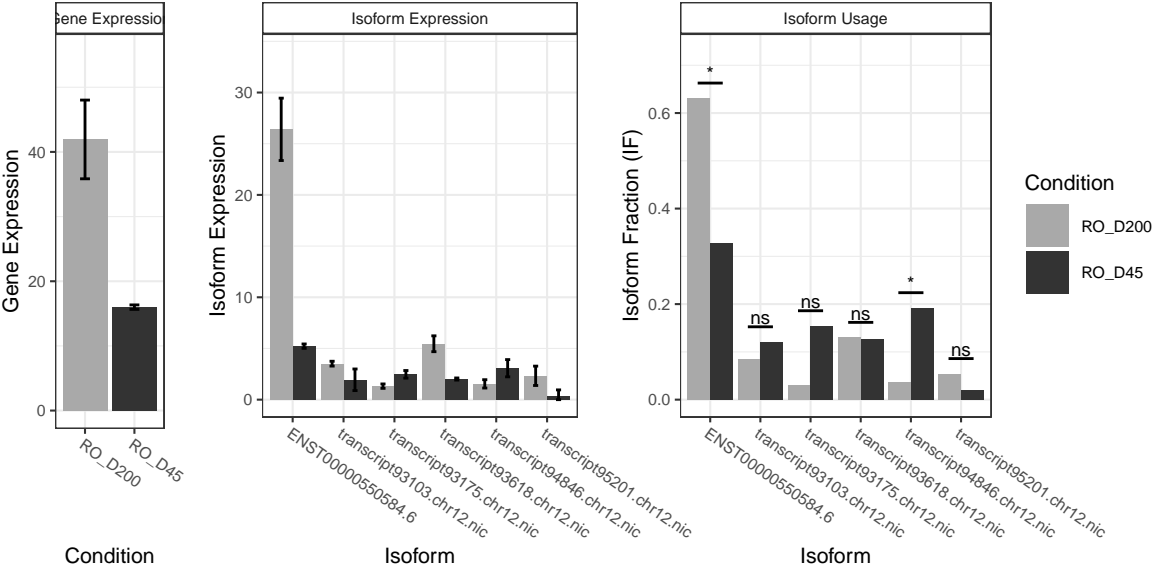 Gene Expression
Isoform Expression
Isoform Usage
Gene Expression
0
20
40
RO_D200
RO_D45
Condition
Isoform Expression
0
10
20
30
ENST00000550584.6
transcript93103.chr12.nic
transcript93175.chr12.nic
transcript93618.chr12.nic
transcript94846.chr12.nic
transcript95201.chr12.nic
Isoform
Isoform Fraction (IF)
0.0
0.2
0.4
0.6
*
ns
ns
ns
*
ns
ENST00000550584.6
transcript93103.chr12.nic
transcript93175.chr12.nic
transcript93618.chr12.nic
transcript94846.chr12.nic
transcript95201.chr12.nic
Isoform
Condition
RO_D200
RO_D45